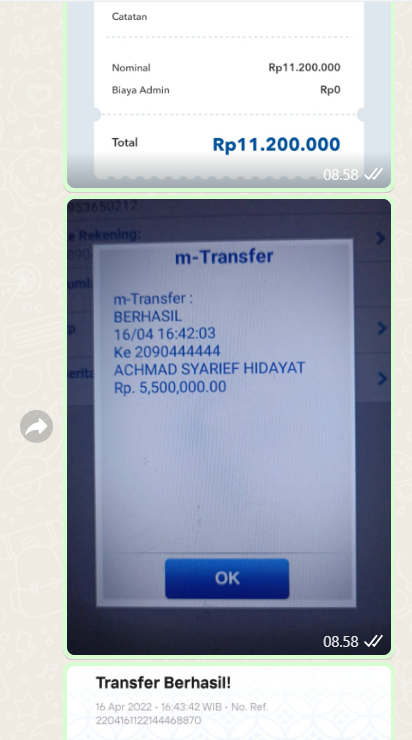 Catatan
Nominal Rp11.200.000
Biaya Admin Rp0
Total Rp11.200.000
08.58
Rekening:
m-Transfer
m-Transfer :
BERHASIL
16/04 16:42:03
Ke 2090444444
ACHMAD SYARIEF HIDAYAT
Rp. 5,500,000.00
OK
08.58
Transfer Berhasil!
16 Apr 2022 • 16:43:42 WIB • No. Ref.
2204161122144468870